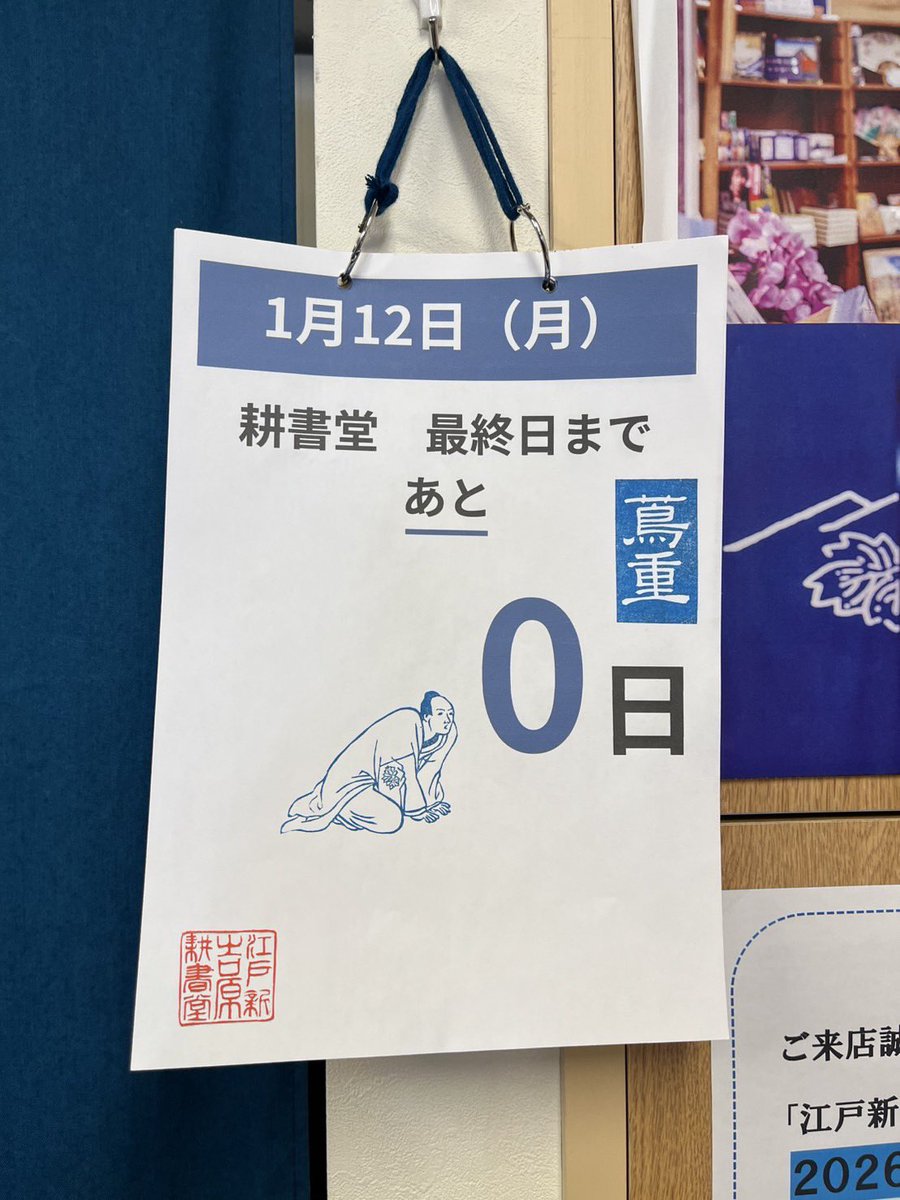 1月12日（月）
耕書堂　最終日まで
あと
蔦重
0日
江戸新
吉原
耕書堂
ご来店誠
「江戸新
2026